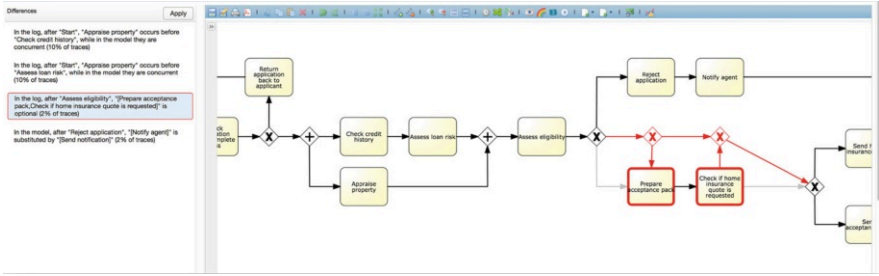 Differences
Apply
In the log, after "Start", "Appraise property" occurs before
"Check credit history", while in the model they are
concurrent (10% of traces)
In the log, after "Start", "Appraise property" occurs before
"Assess loan risk", while in the model they are concurrent
(10% of traces)
In the log, after "Assess eligibility", "[Prepare acceptance
pack,Check if home insurance quote is requested]" is
optional (2% of traces)
In the model, after "Reject application", "[Notify agent]" is
substituted by "[Send notification]" (2% of traces)
Return
application
back to
applicant
Reject
application
Notify agent
Check credit
history
Assess loan risk
Assess eligibility
Appraise
property
Prepare
acceptance pack
Check if home
insurance
quote is
requested
X
X
X
X
X